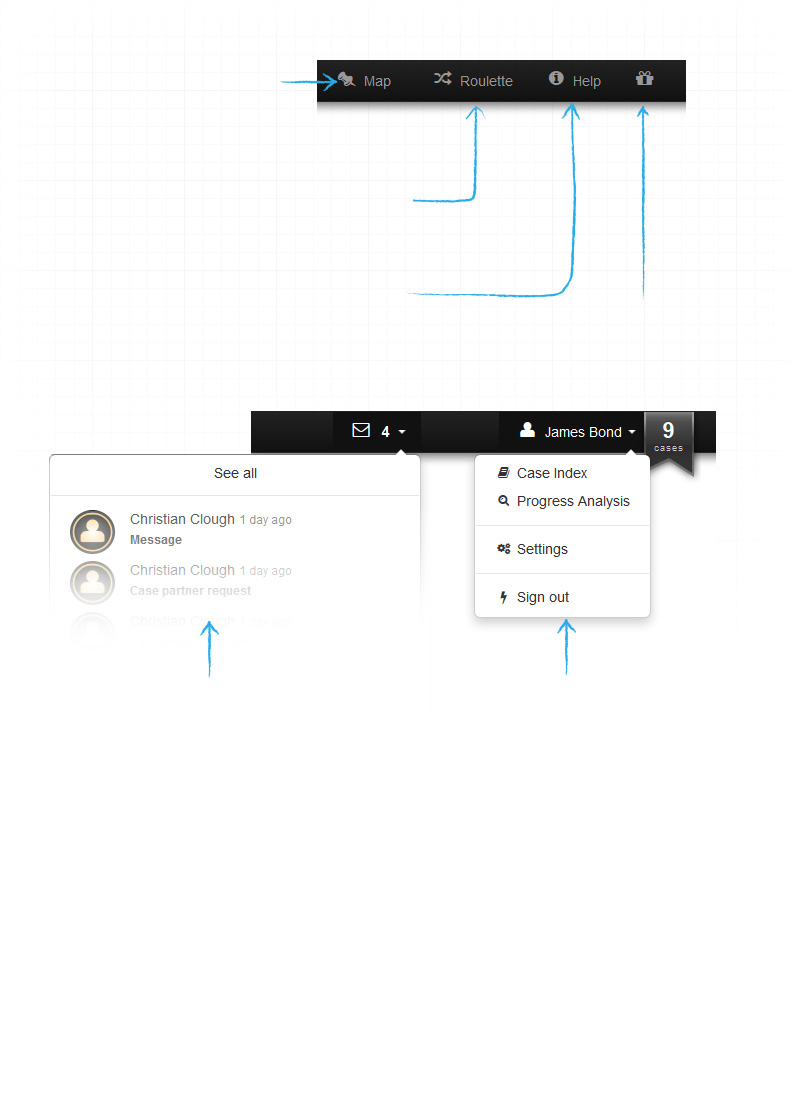 Map Roulette Help
4 James Bond 9
cases
See all
Christian Clough 1 day ago
Message
Christian Clough 1 day ago
Case partner request
Christian Clough 1 day ago
Case Index
Progress Analysis
Settings
Sign out